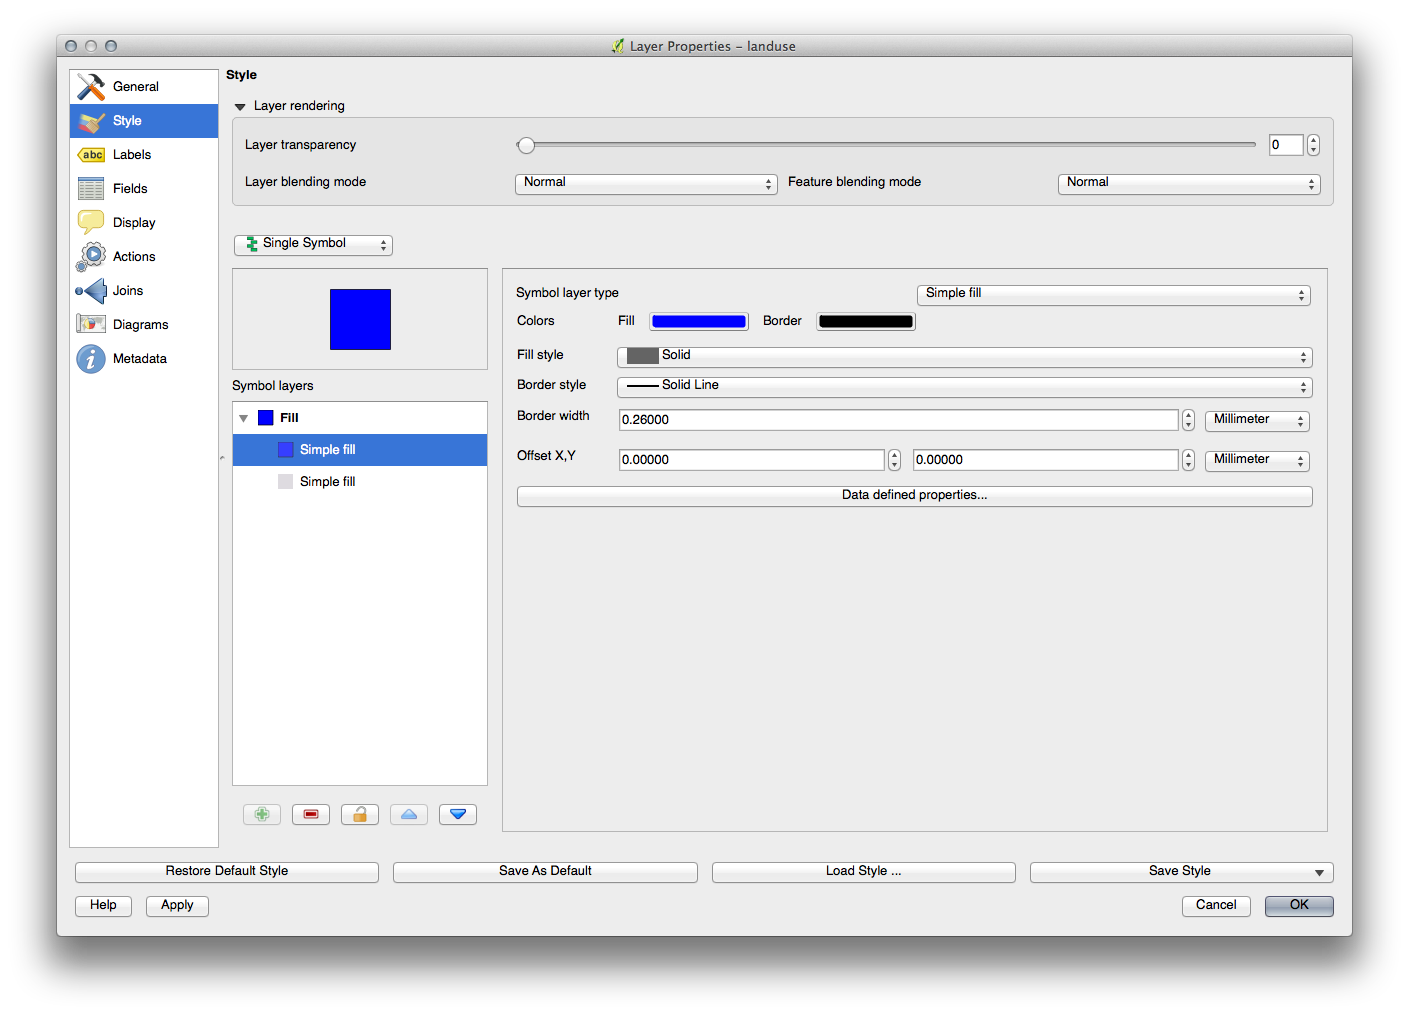 Layer Properties – landuse
General
Style
abc Labels
Fields
Display
Actions
Joins
Diagrams
i Metadata
Style
Layer rendering
Layer transparency 0
Layer blending mode Normal Feature blending mode Normal
Single Symbol
Symbol layers
Fill
Simple fill
Simple fill
Symbol layer type Simple fill
Colors Fill Border
Fill style Solid
Border style Solid Line
Border width 0.26000 Millimeter
Offset X,Y 0.00000 0.00000 Millimeter
Data defined properties...
Restore Default Style Save As Default Load Style ... Save Style
Help Apply Cancel OK